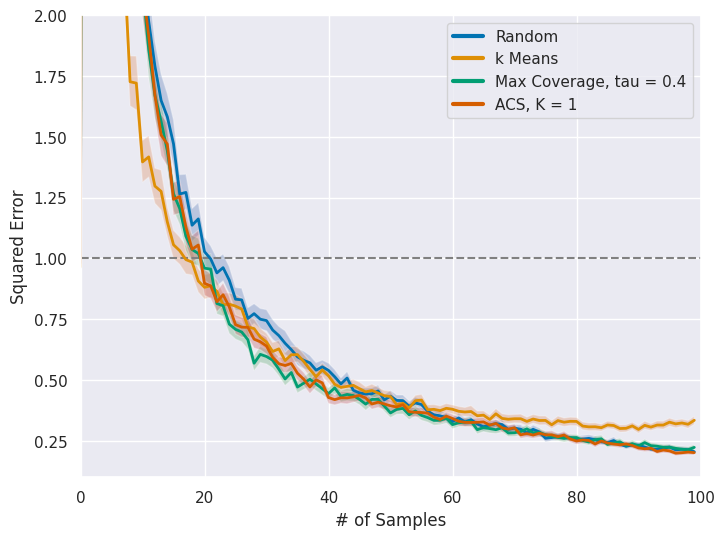 2.00
1.75
1.50
1.25
1.00
0.75
0.50
0.25
Squared Error
Random
k Means
Max Coverage, tau = 0.4
ACS, K = 1
0 20 40 60 80 100
# of Samples